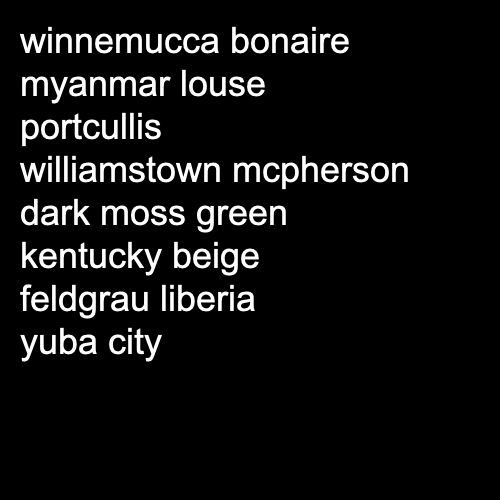 winnemucca bonaire
myanmar louse
portcullis
williamstown mcpherson
dark moss green
kentucky beige
feldgrau liberia
yuba city